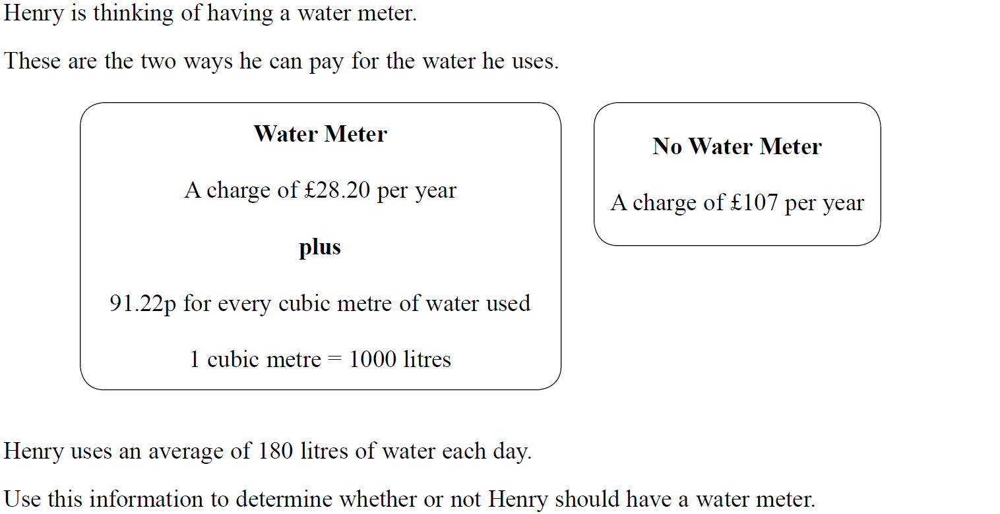 Henry is thinking of having a water meter.
These are the two ways he can pay for the water he uses.
Water Meter
A charge of £28.20 per year
plus
91.22p for every cubic metre of water used
1 cubic metre = 1000 litres
No Water Meter
A charge of £107 per year
Henry uses an average of 180 litres of water each day.
Use this information to determine whether or not Henry should have a water meter.